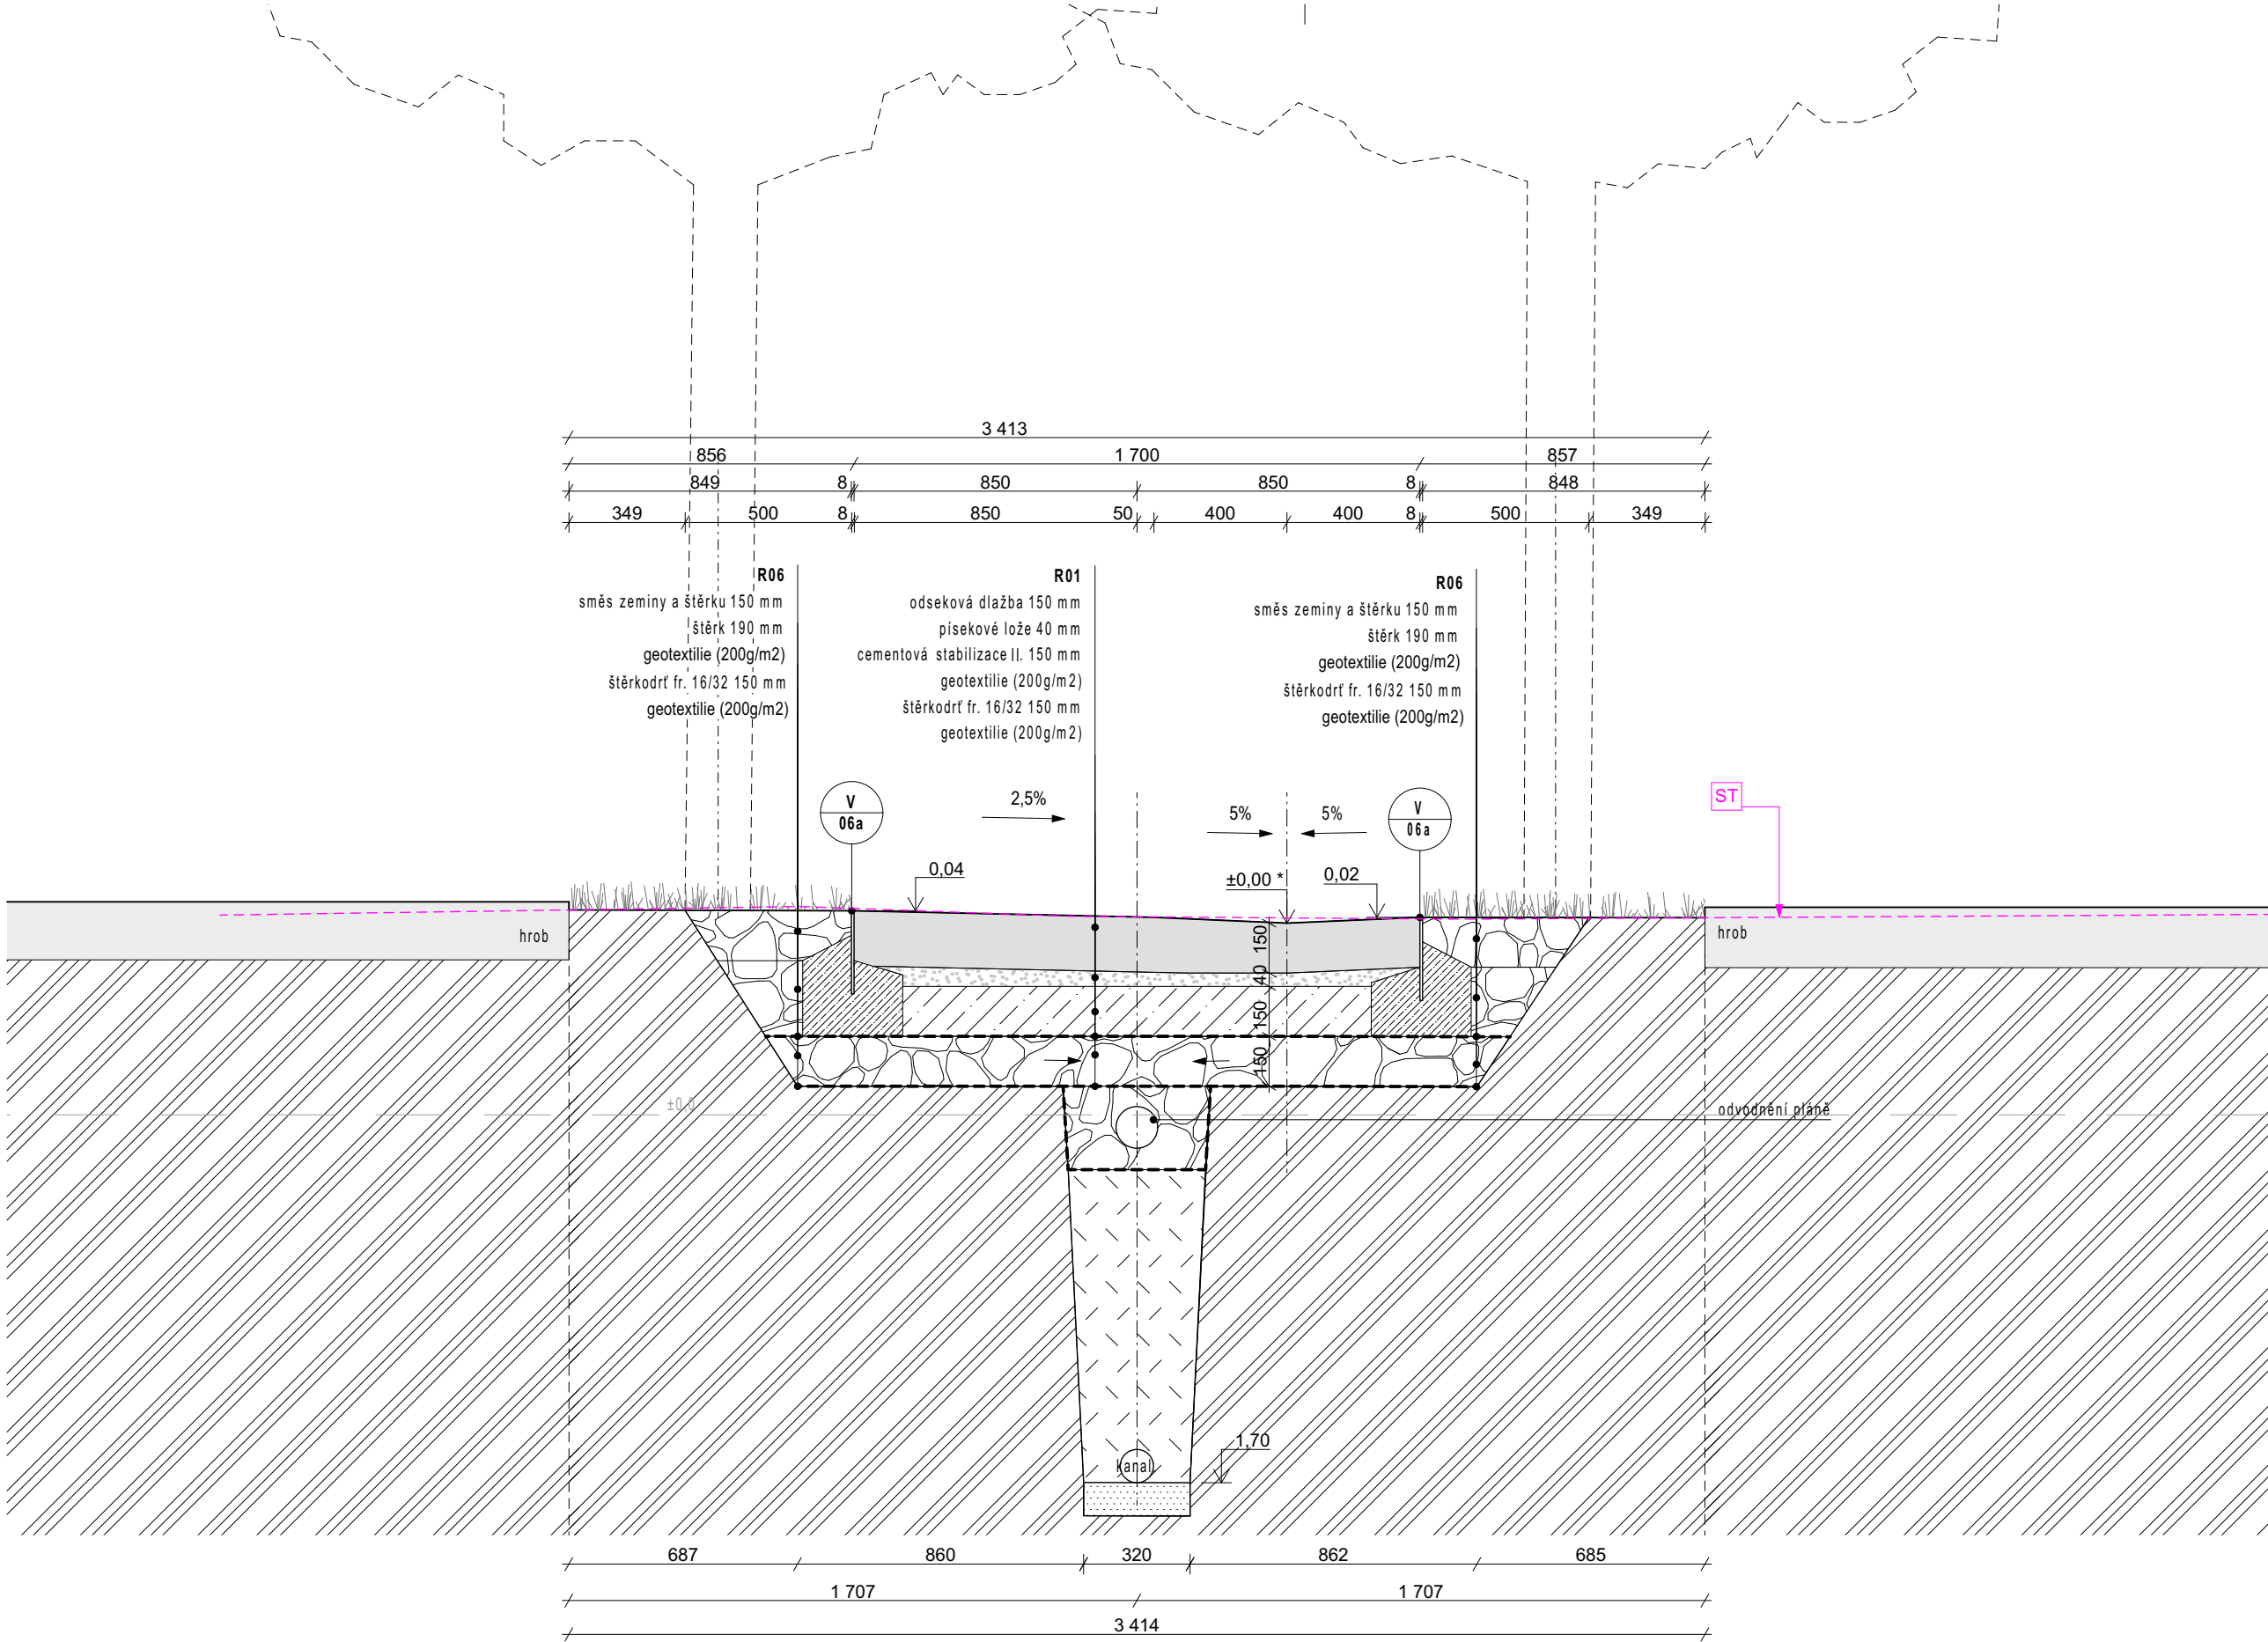 3 413
856 1 700 857
849 8 850 850 8 848
349 500 8 850 50 400 400 8 500 349
R06
směs zeminy a štěrku 150 mm
štěrk 190 mm
geotextilie (200g/m2)
štěrkodrť fr. 16/32 150 mm
geotextilie (200g/m2)
R01
odseková dlažba 150 mm
písekové lože 40 mm
cementová stabilizace II. 150 mm
geotextilie (200g/m2)
štěrkodrť fr. 16/32 150 mm
geotextilie (200g/m2)
R06
směs zeminy a štěrku 150 mm
štěrk 190 mm
geotextilie (200g/m2)
štěrkodrť fr. 16/32 150 mm
geotextilie (200g/m2)
V
06a
2,5%
5%
5%
V
06a
ST
0,04
±0,00 *
0,02
hrob
hrob
150
40
150
150
±0,0
odvodnění pláně
1,70
kanal
687 860 320 862 685
1 707 1 707
3 414